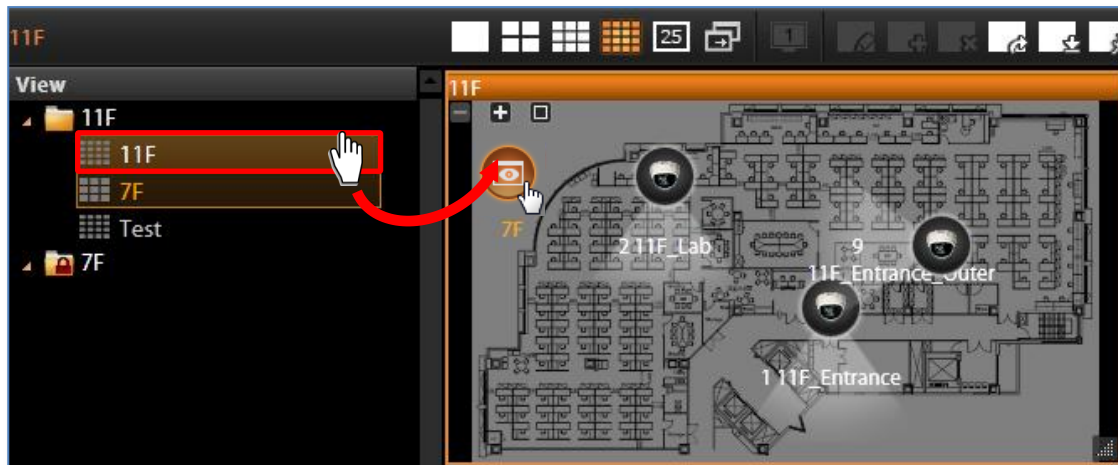 11F
25
1
View
11F
11F
11F
7F
7F
2 11F_Lab
9
11F_Entrance_Outer
Test
7F
1 11F_Entrance